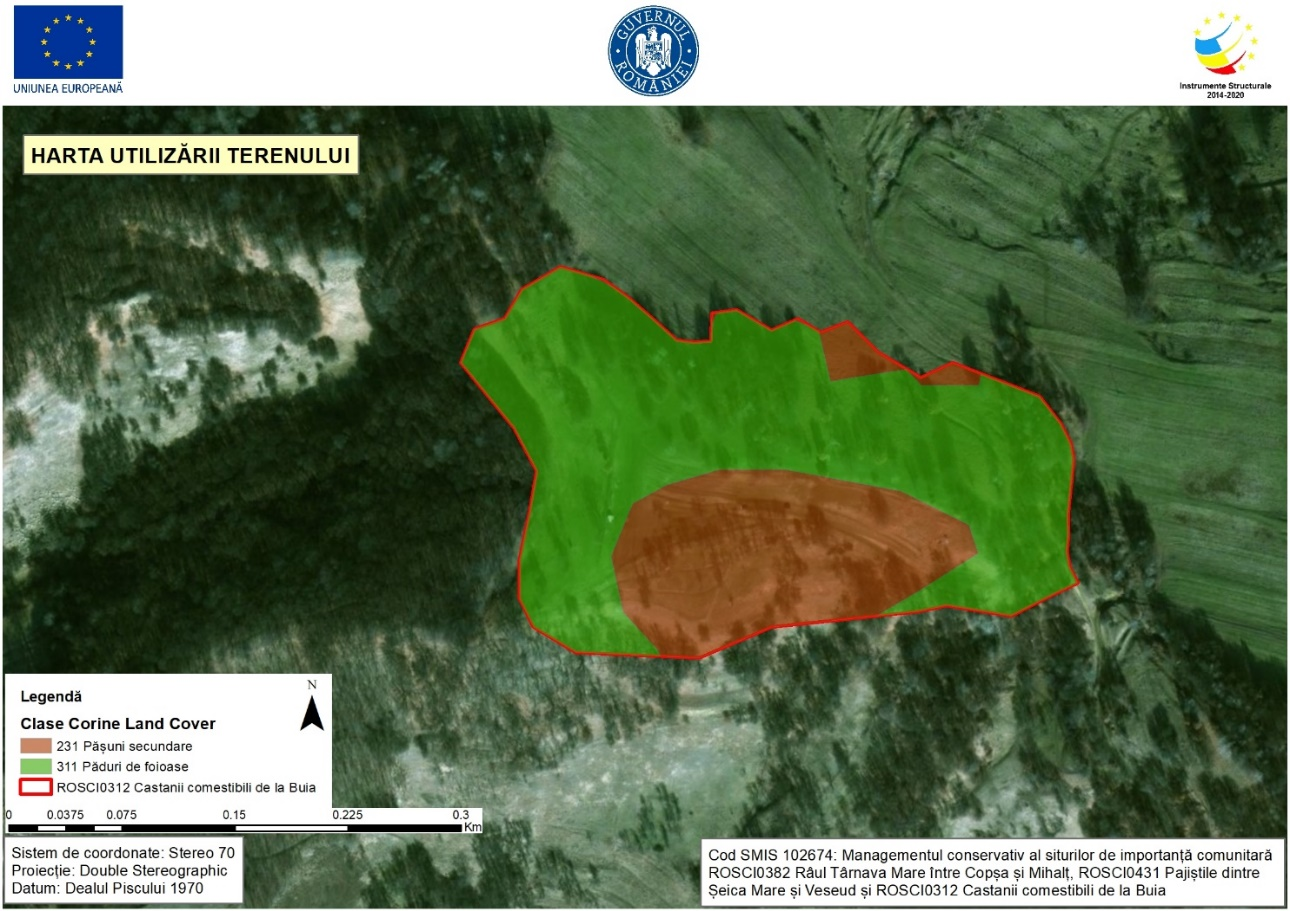 UNIUNEA EUROPEANĂ
GUVERNUL ROMÂNIEI
Instrumente Structurale
2014-2020
HARTA UTILIZĂRII TERENULUI
Legendă
N
Clase Corine Land Cover
231 Pășuni secundare
311 Păduri de foioase
ROSCI0312 Castanii comestibili de la Buia
0 0.0375 0.075 0.15 0.225 0.3
Km
Sistem de coordonate: Stereo 70
Proiecție: Double Stereographic
Datum: Dealul Piscului 1970
Cod SMIS 102674: Managementul conservativ al siturilor de importanță comunitară
ROSCI0382 Râul Târnava Mare între Copșa și Mihalț, ROSCI0431 Pajiștile dintre
Șeica Mare și Veseud și ROSCI0312 Castanii comestibili de la Buia